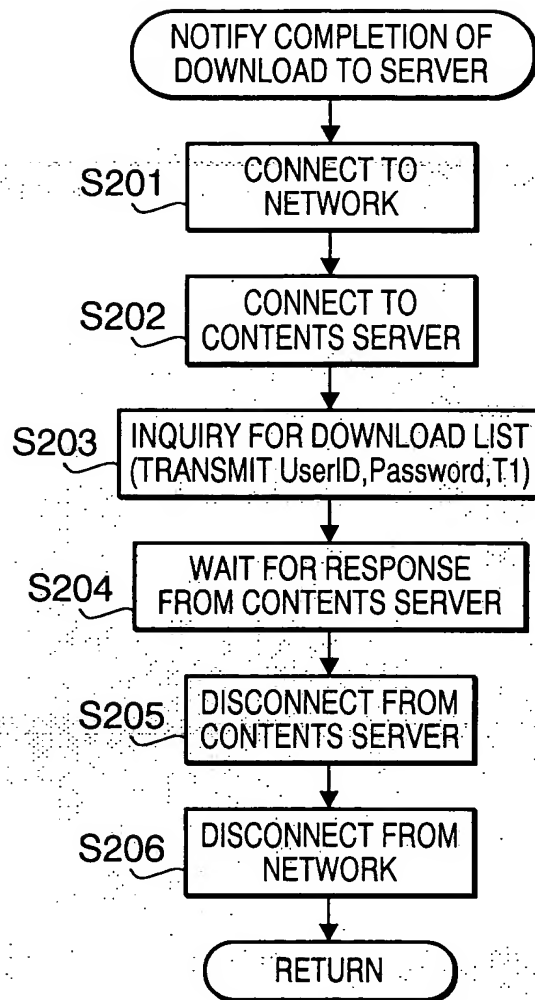 NOTIFY COMPLETION OF
DOWNLOAD TO SERVER
S201
CONNECT TO
NETWORK
S202
CONNECT TO
CONTENTS SERVER
S203
INQUIRY FOR DOWNLOAD LIST
(TRANSMIT UserID,Password,T1)
S204
WAIT FOR RESPONSE
FROM CONTENTS SERVER
S205
DISCONNECT FROM
CONTENTS SERVER
S206
DISCONNECT FROM
NETWORK
RETURN